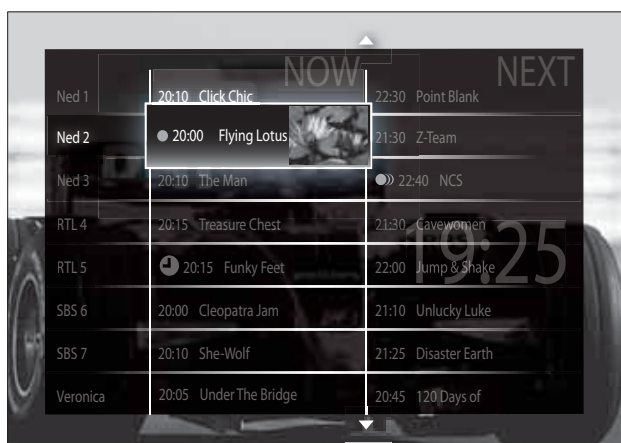 NOW NEXT
Ned 1 20:10 Click Chic 22:30 Point Blank
Ned 2 20:00 Flying Lotus 21:30 Z-Team
Ned 3 20:10 The Man 22:40 NCS
RTL 4 20:15 Treasure Chest 21:30 Cavewomen
19:25
RTL 5 20:15 Funky Feet 22:00 Jump & Shake
SBS 6 20:00 Cleopatra Jam 21:10 Unlucky Luke
SBS 7 20:10 She-Wolf 21:25 Disaster Earth
Veronica 20:05 Under The Bridge 20:45 120 Days of